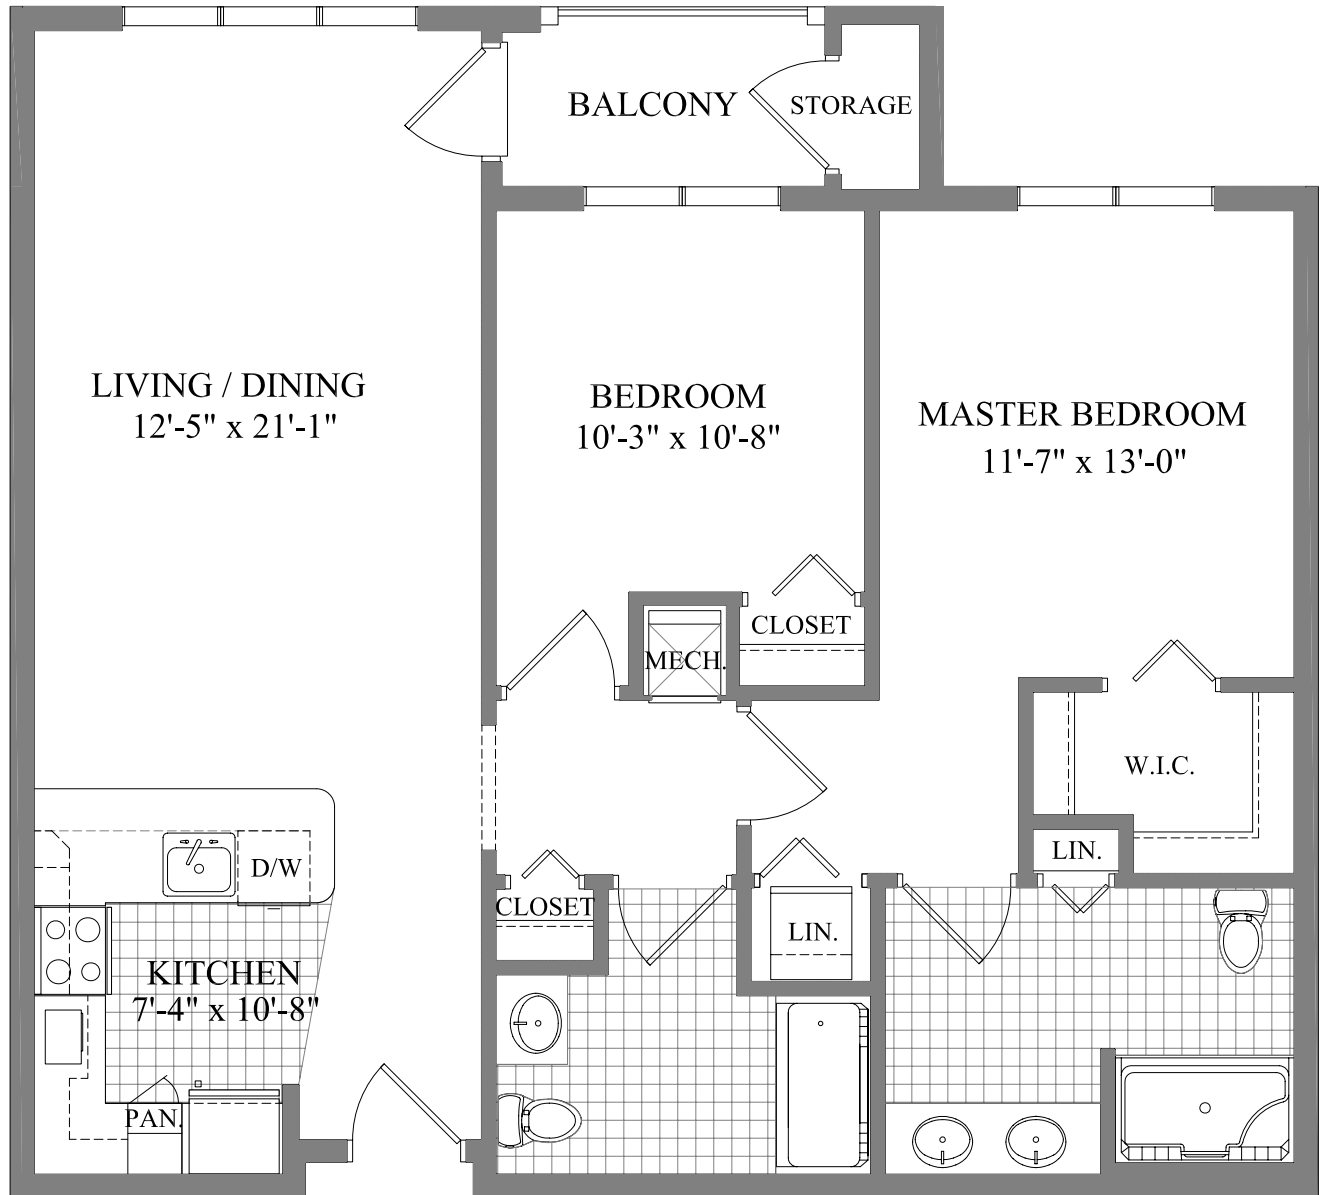 BALCONY
STORAGE
LIVING / DINING
12'-5" x 21'-1"
BEDROOM
10'-3" x 10'-8"
MASTER BEDROOM
11'-7" x 13'-0"
CLOSET
MECH.
W.I.C.
LIN.
D/W
CLOSET
LIN.
KITCHEN
7'-4" x 10'-8"
PAN.